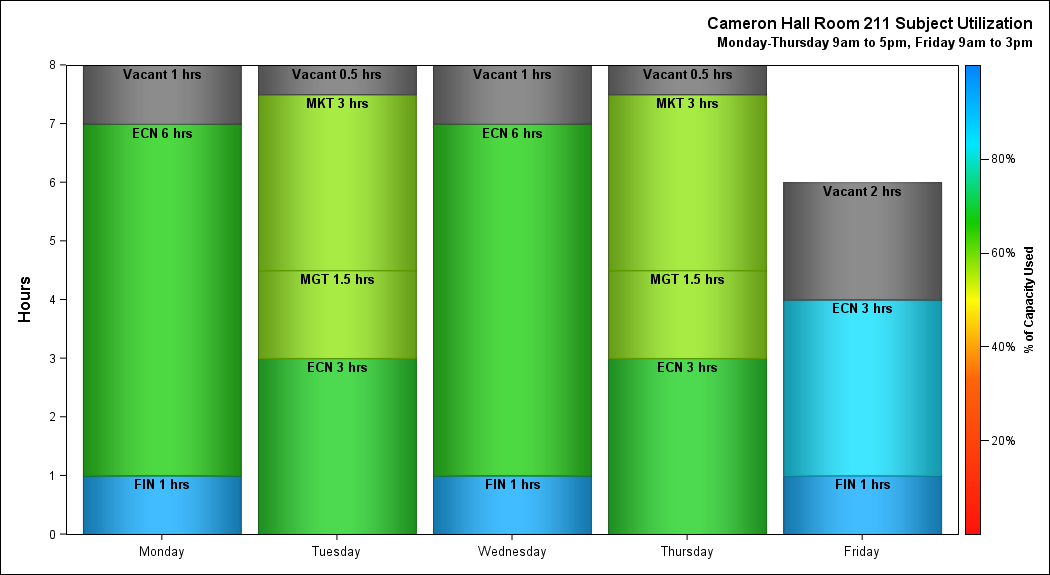 Cameron Hall Room 211 Subject Utilization
Monday-Thursday 9am to 5pm, Friday 9am to 3pm
Hours
8
7
6
5
4
3
2
1
0
Vacant 1 hrs
ECN 6 hrs
FIN 1 hrs
Vacant 0.5 hrs
MKT 3 hrs
MGT 1.5 hrs
ECN 3 hrs
Vacant 1 hrs
ECN 6 hrs
FIN 1 hrs
Vacant 0.5 hrs
MKT 3 hrs
MGT 1.5 hrs
ECN 3 hrs
Vacant 2 hrs
ECN 3 hrs
FIN 1 hrs
Monday
Tuesday
Wednesday
Thursday
Friday
80%
60%
40%
20%
% of Capacity Used